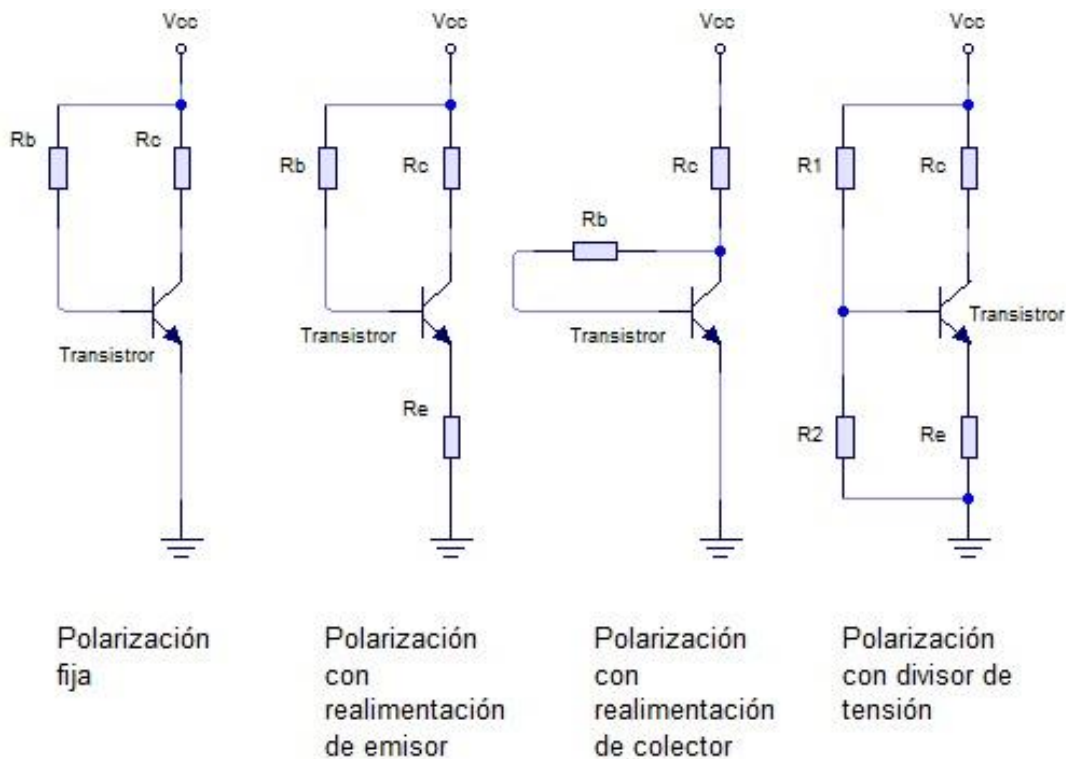 Vcc
Rb
Rc
Transistror
Polarización
fija
Vcc
Rb
Rc
Transistror
Re
Polarización
con
realimentación
de emisor
Vcc
Rc
Rb
Transistror
Polarización
con
realimentación
de colector
Vcc
R1
Rc
Transistror
R2
Re
Polarización
con divisor de
tensión